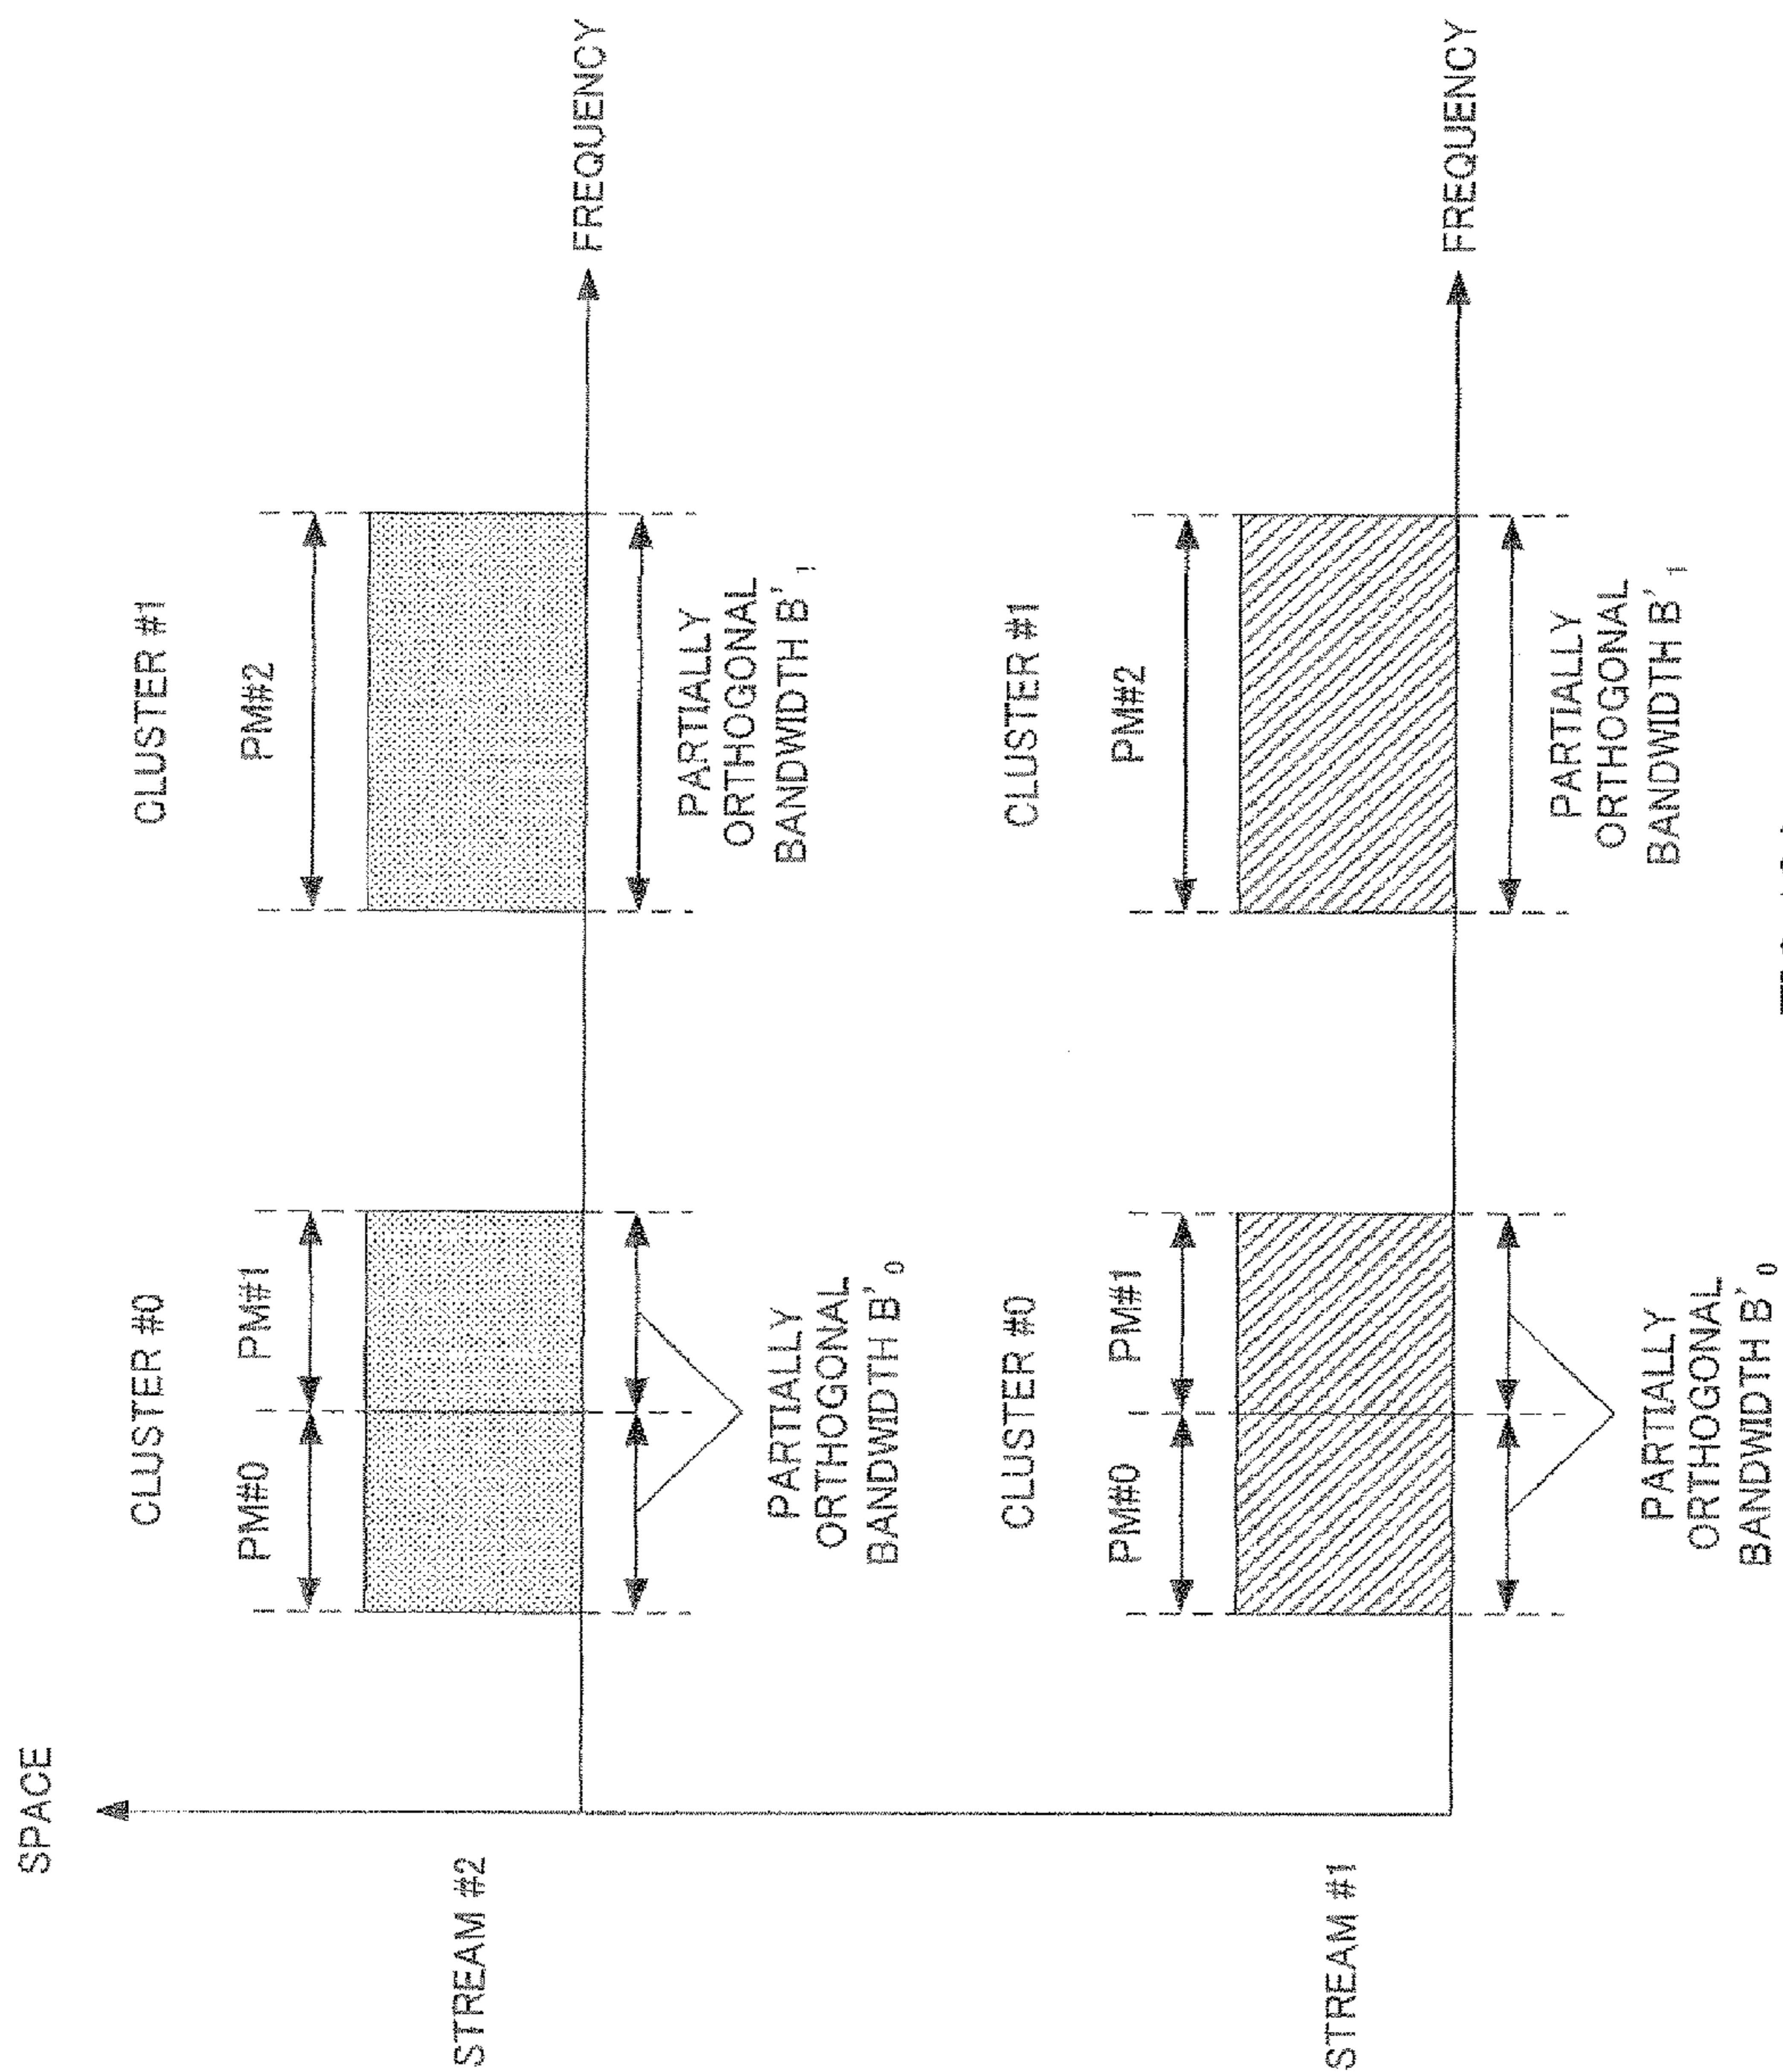 SPACE
CLUSTER #0
CLUSTER #1
PM#0
PM#1
PM#2
STREAM #2
FREQUENCY
PARTIALLY
ORTHOGONAL
BANDWIDTH B'0
PARTIALLY
ORTHOGONAL
BANDWIDTH B'1
CLUSTER #0
CLUSTER #1
PM#0
PM#1
PM#2
STREAM #1
FREQUENCY
PARTIALLY
ORTHOGONAL
BANDWIDTH B'0
PARTIALLY
ORTHOGONAL
BANDWIDTH B'1